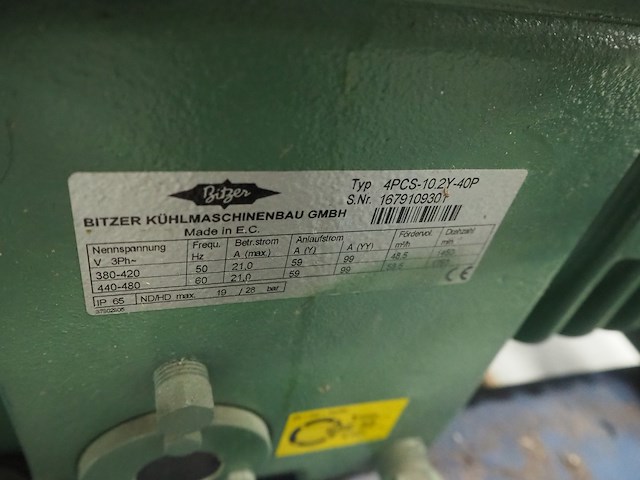 Bitzer
Typ 4PCS-10.2Y-40P
S.Nr. 1679109301
BITZER KÜHLMASCHINENBAU GMBH
Made in E.C.
Nennspannung Frequ. Betr.strom Anlaufstrom Fördervol. Drehzahl
V 3Ph~ Hz A (max.) A (Y) A (YY) m³/h min
380-420 50 21,0 59 99 48,5 1450
440-480 60 21,0 59 99
IP 65 ND/HD max. 19 / 28 bar
CE